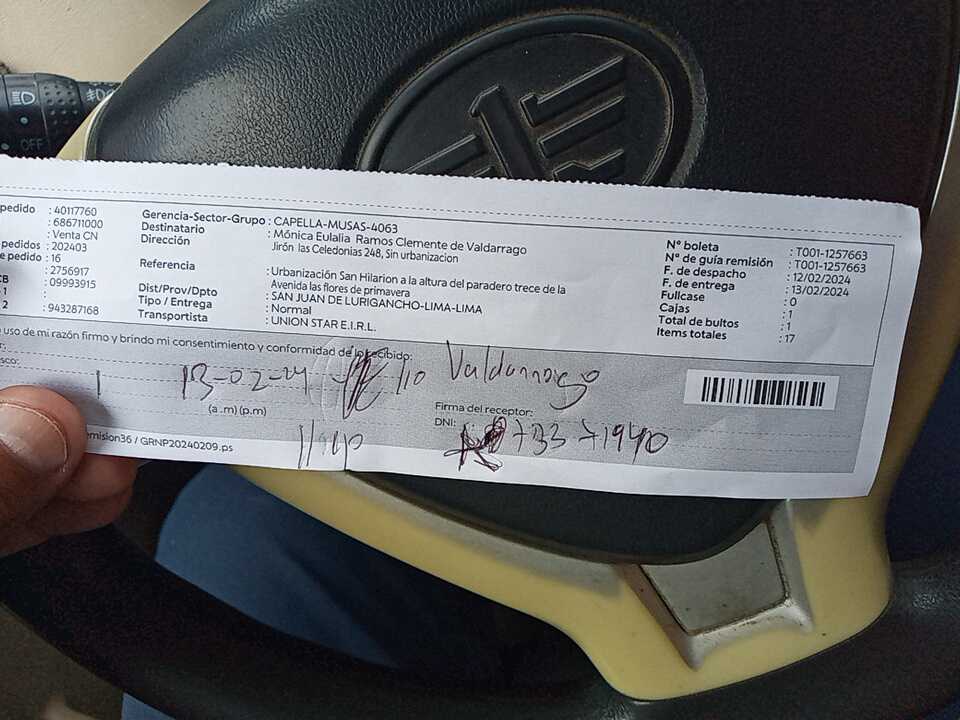 pedido : 40117760
: 686711000
: Venta CN
pedidos : 202403
e pedido : 16
: 2756917
CB : 09993915
1 :
2 : 943287168
Gerencia-Sector-Grupo : CAPELLA-MUSAS-4063
Destinatario : Mónica Eulalia Ramos Clemente de Valdarrago
Dirección : Jirón las Celedonias 248, Sin urbanizacion
Referencia : Urbanización San Hilarion a la altura del paradero trece de la
Avenida las flores de primavera
Dist/Prov/Dpto : SAN JUAN DE LURIGANCHO-LIMA-LIMA
Tipo / Entrega : Normal
Transportista : UNION STAR E.I.R.L.
N° boleta : T001-1257663
N° de guía remisión : T001-1257663
F. de despacho : 12/02/2024
F. de entrega : 13/02/2024
Fullcase : 0
Cajas : 1
Total de bultos : 1
Items totales : 17
uso de mi razón firmo y brindo mi consentimiento y conformidad de lo recibido:
13-02-24
(a.m) (p.m)
Firma del receptor:
DNI:
emision36 / GRNP20240209.ps
OFF